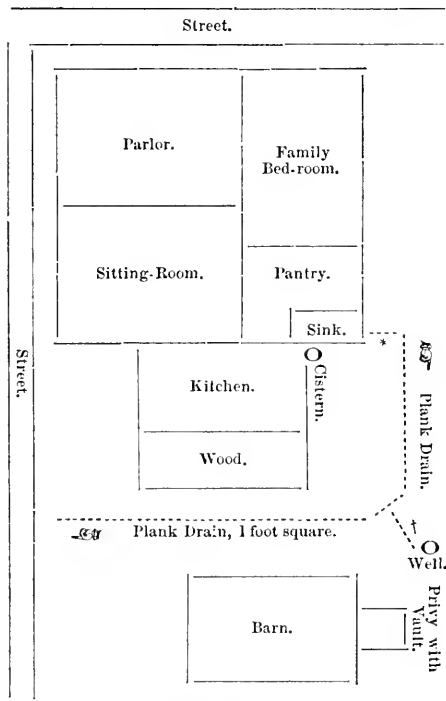 Street.
Parlor.
Family
Bed-room.
Sitting-Room.
Pantry.
Sink.
*
Street.
Cistern.
Kitchen.
Plank Drain.
Wood.
†
Plank Drain, 1 foot square.
Well.
Barn.
Privy with
Vault.